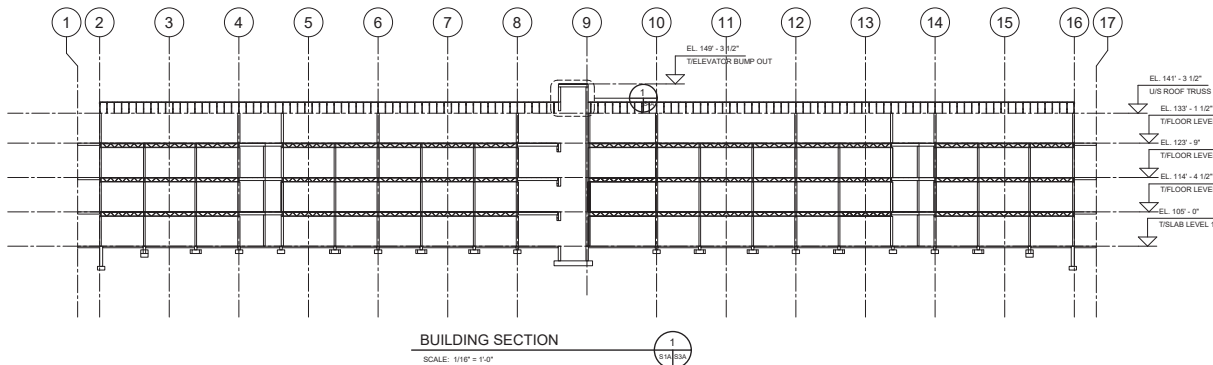 1 2 3 4 5 6 7 8 9 10 11 12 13 14 15 16 17
EL. 149' - 3 1/2"
T/ELEVATOR BUMP OUT
1
EL. 141' - 3 1/2"
U/S ROOF TRUSS
EL. 133' - 1 1/2"
T/FLOOR LEVE
EL. 123' - 9"
T/FLOOR LEVE
EL. 114' - 4 1/2"
T/FLOOR LEVE
EL. 105' - 0"
T/SLAB LEVEL 1
BUILDING SECTION
SCALE: 1/16" = 1'-0"
1
S1A S3A